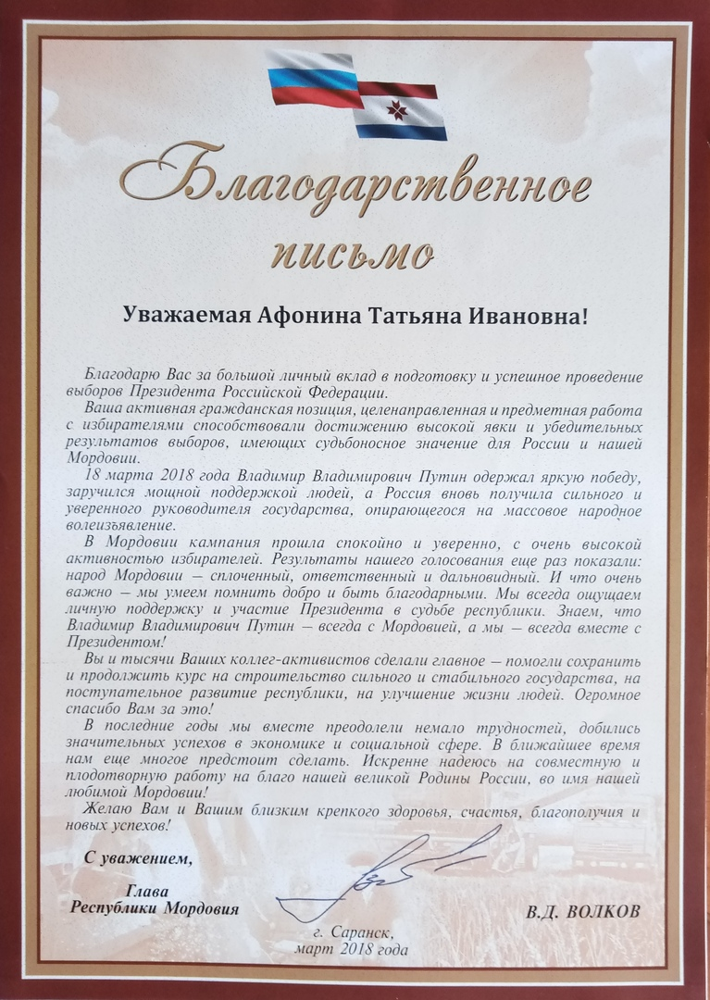 Благодарственное
письмо
Уважаемая Афонина Татьяна Ивановна!
Благодарю Вас за большой личный вклад в подготовку и успешное проведение
выборов Президента Российской Федерации.
Ваша активная гражданская позиция, целенаправленная и предметная работа
с избирателями способствовали достижению высокой явки и убедительных
результатов выборов, имеющих судьбоносное значение для России и нашей
Мордовии.
18 марта 2018 года Владимир Владимирович Путин одержал яркую победу,
заручился мощной поддержкой людей, а Россия вновь получила сильного и
уверенного руководителя государства, опирающегося на массовое народное
волеизъявление.
В Мордовии кампания прошла спокойно и уверенно, с очень высокой
активностью избирателей. Результаты нашего голосования еще раз показали:
народ Мордовии – сплоченный, ответственный и дальновидный. И что очень
важно – мы умеем помнить добро и быть благодарными. Мы всегда ощущаем
личную поддержку и участие Президента в судьбе республики. Знаем, что
Владимир Владимирович Путин – всегда с Мордовией, а мы – всегда вместе с
Президентом!
Вы и тысячи Ваших коллег-активистов сделали главное – помогли сохранить
и продолжить курс на строительство сильного и стабильного государства, на
поступательное развитие республики, на улучшение жизни людей. Огромное
спасибо Вам за это!
В последние годы мы вместе преодолели немало трудностей, добились
значительных успехов в экономике и социальной сфере. В ближайшее время
нам еще многое предстоит сделать. Искренне надеюсь на совместную и
плодотворную работу на благо нашей великой Родины России, во имя нашей
любимой Мордовии!
Желаю Вам и Вашим близким крепкого здоровья, счастья, благополучия и
новых успехов!
С уважением,
Глава
Республики Мордовия
В.Д. ВОЛКОВ
г. Саранск,
март 2018 года